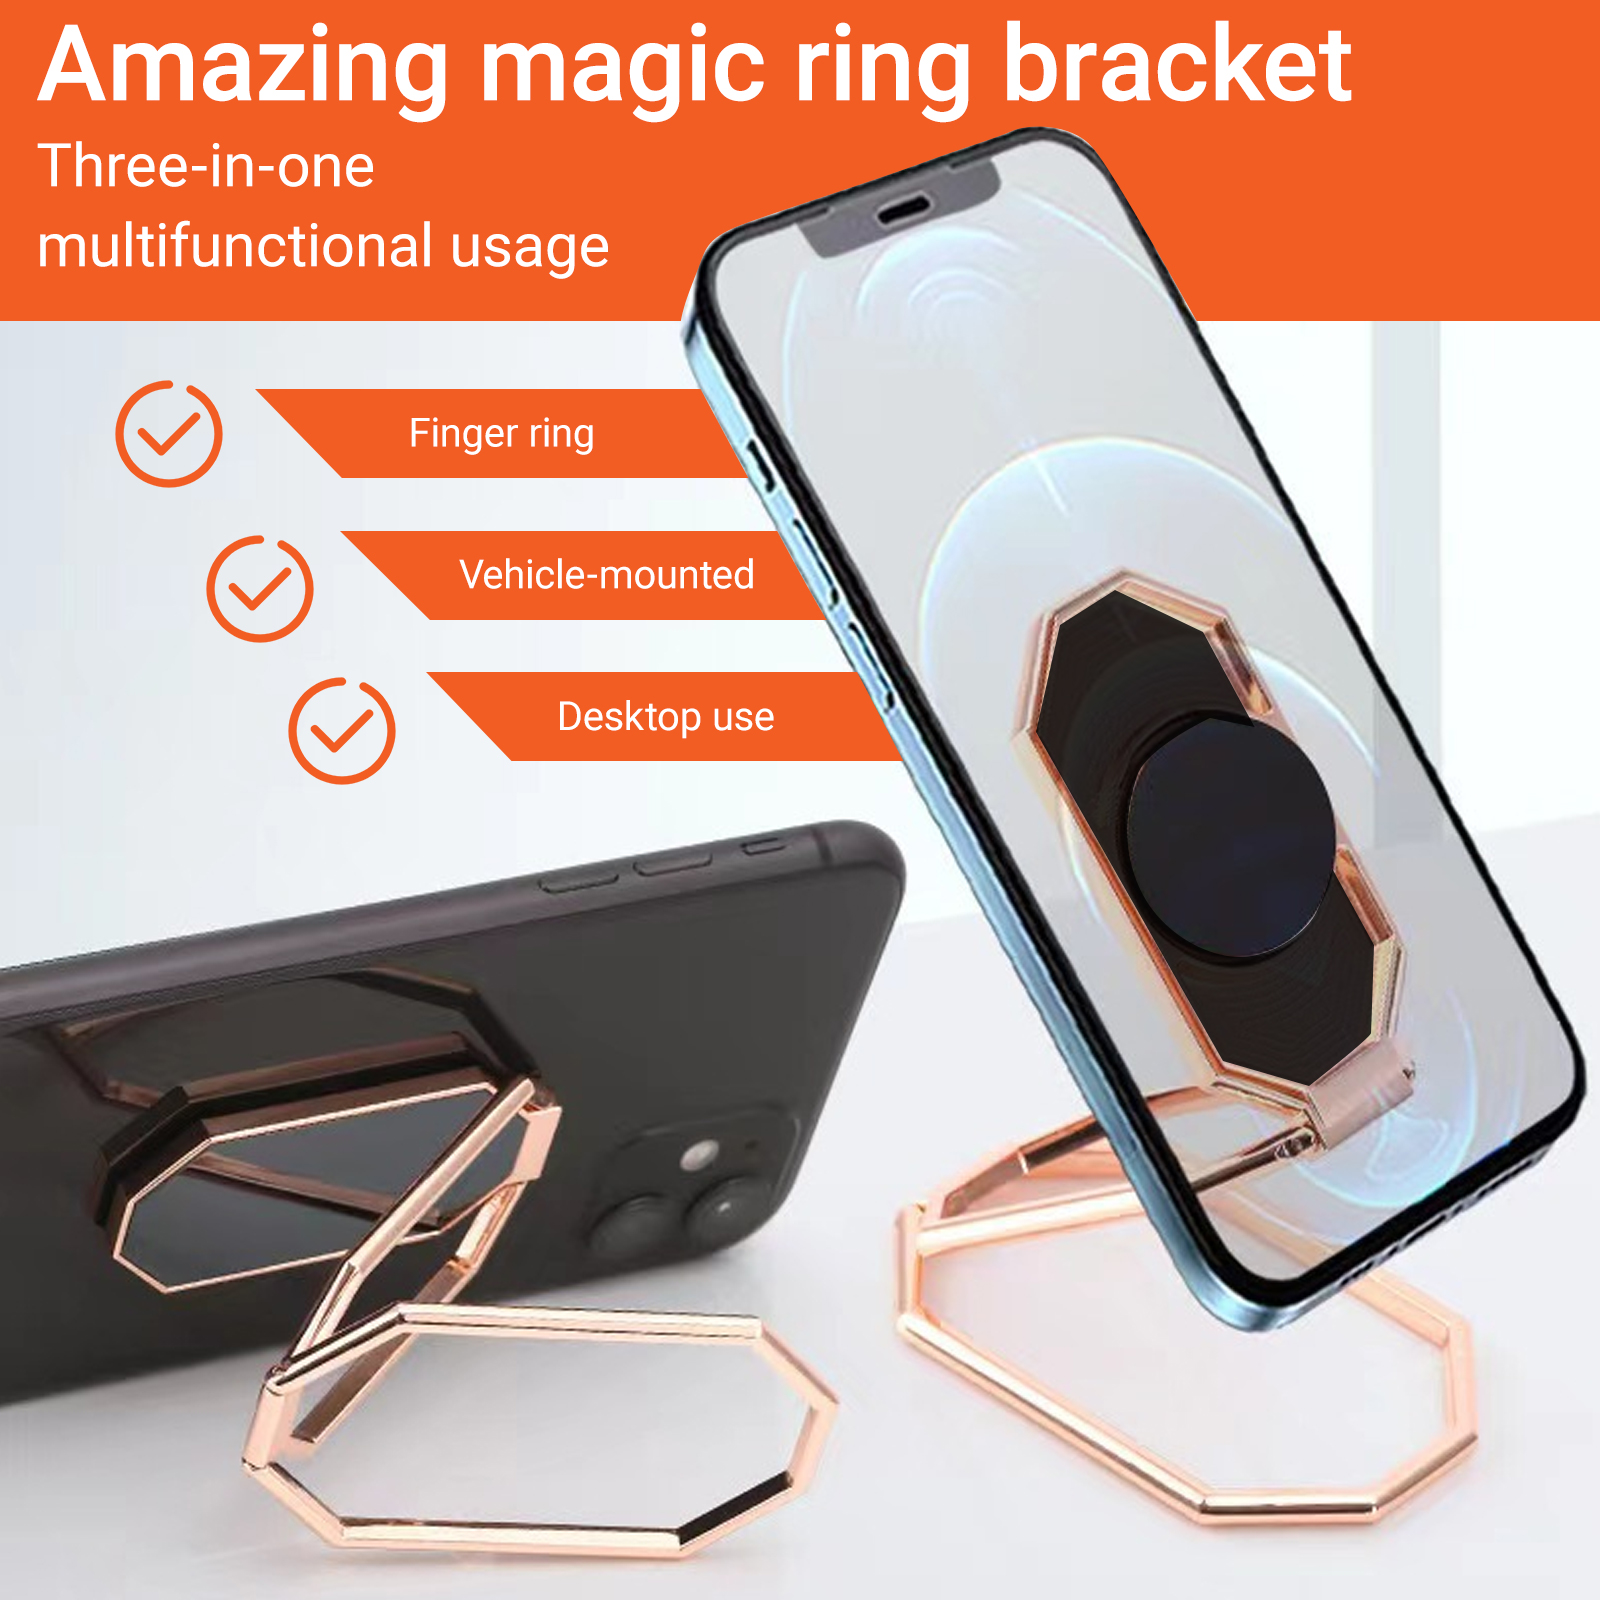 Amazing magic ring bracket
Three-in-one
multifunctional usage
Finger ring
Vehicle-mounted
Desktop use